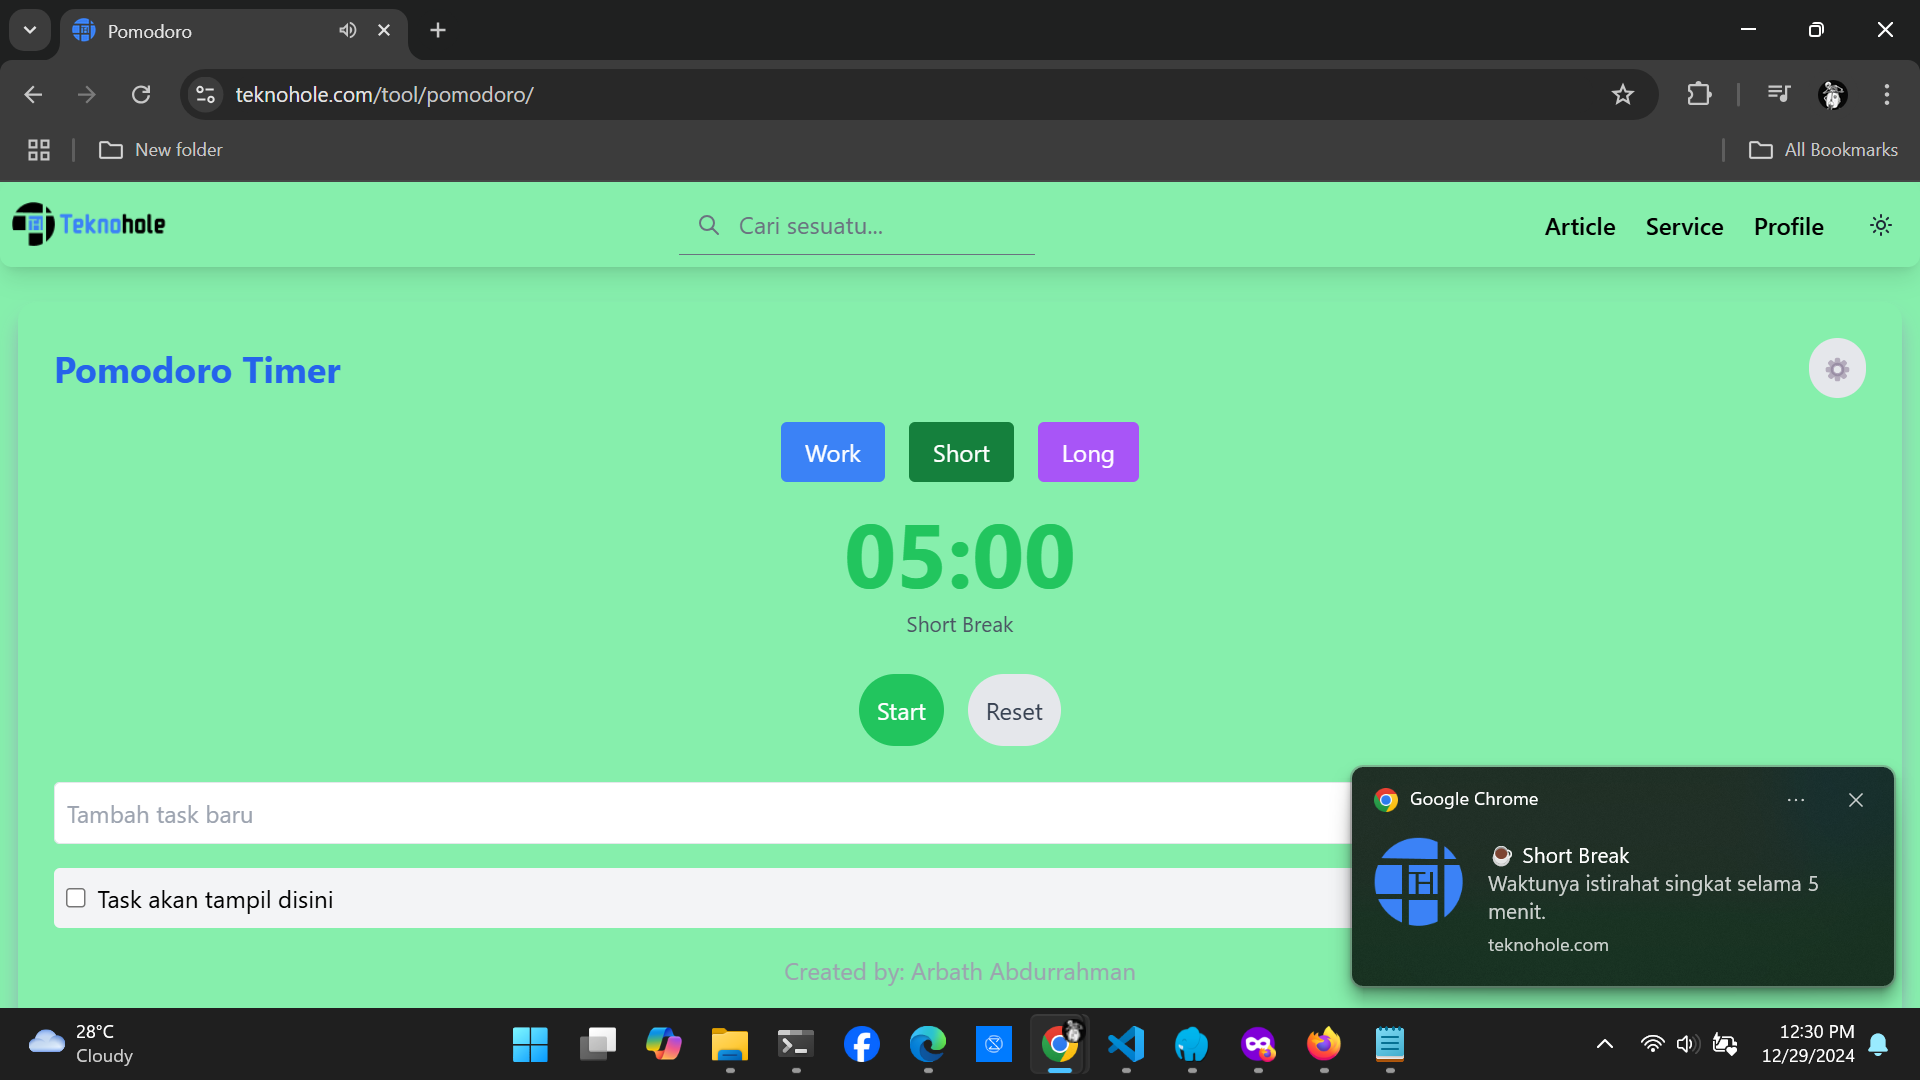 Pomodoro
teknohole.com/tool/pomodoro/
New folder
All Bookmarks
Teknohole
Cari sesuatu...
Article Service Profile
Pomodoro Timer
Work Short Long
05:00
Short Break
Start Reset
Tambah task baru
Task akan tampil disini
Created by: Arbath Abdurrahman
Google Chrome
TH
Short Break
Waktunya istirahat singkat selama 5
menit.
teknohole.com
28°C
Cloudy
12:30 PM
12/29/2024